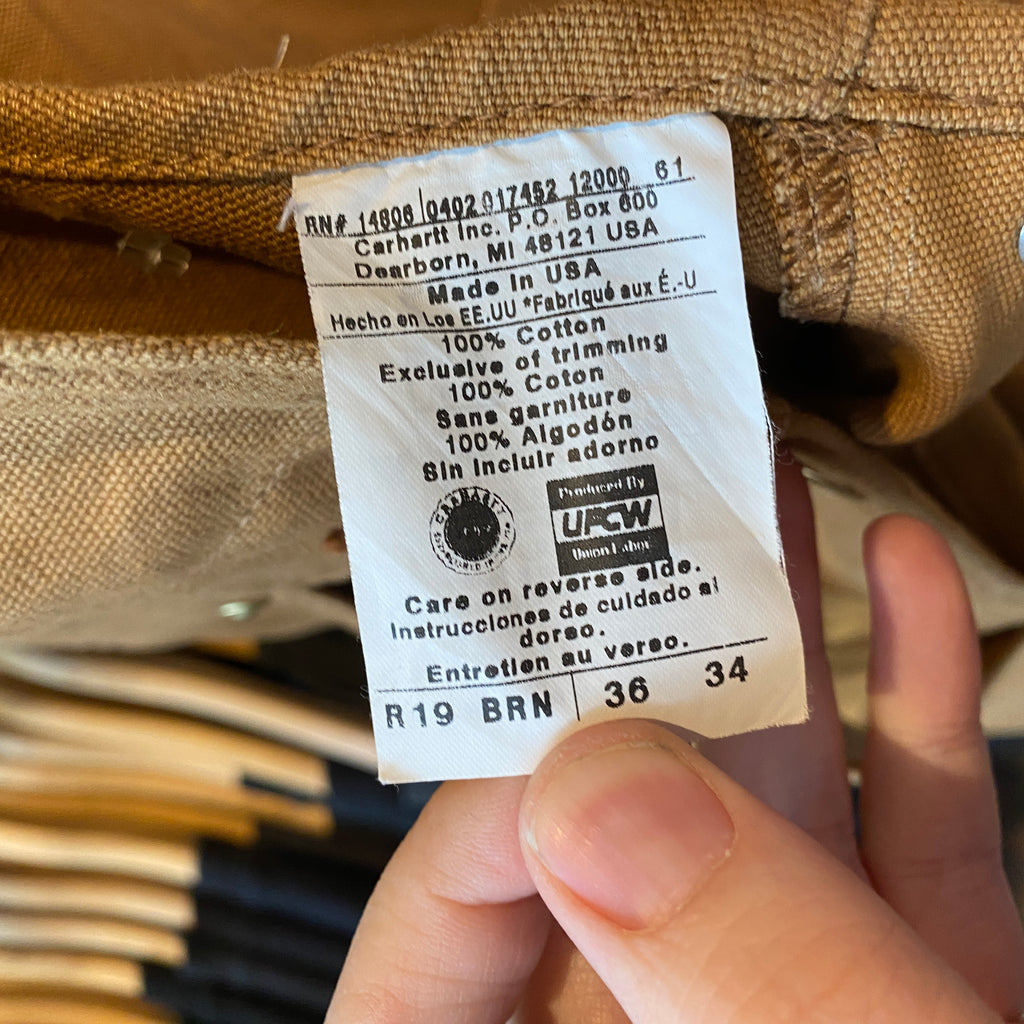 RN# 14806 0402 017452 12000 61
Carhartt Inc. P.O. Box 600
Dearborn, MI 48121 USA
Made In USA
Hecho en Los EE.UU *Fabriqué aux É.-U
100% Cotton
Exclusive of trimming
100% Coton
Sans garniture
100% Algodón
Sin incluir adorno
CARHARTT
Produced By
UFCW
Union Labor
Care on reverse side.
Instrucciones de cuidado al
dorso.
Entretien au verso.
R19 BRN 36 34